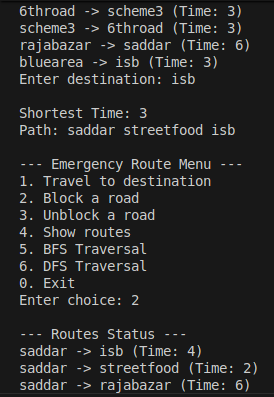 6throad -> scheme3 (Time: 3)
scheme3 -> 6throad (Time: 3)
rajabazar -> saddar (Time: 6)
bluearea -> isb (Time: 3)
Enter destination: isb

Shortest Time: 3
Path: saddar streetfood isb

--- Emergency Route Menu ---
1. Travel to destination
2. Block a road
3. Unblock a road
4. Show routes
5. BFS Traversal
6. DFS Traversal
0. Exit
Enter choice: 2

--- Routes Status ---
saddar -> isb (Time: 4)
saddar -> streetfood (Time: 2)
saddar -> rajabazar (Time: 6)